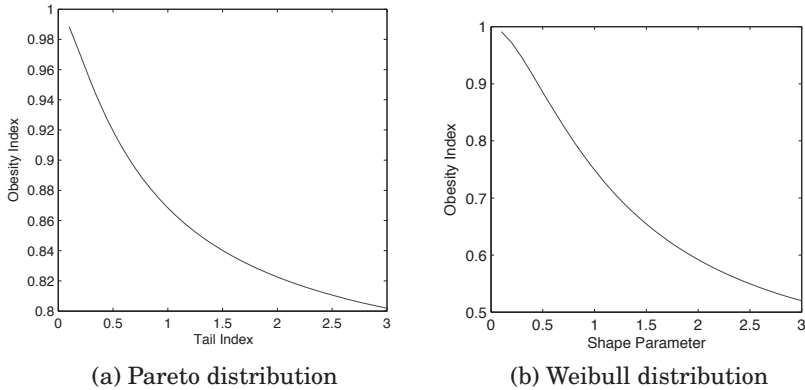 1
0.98
0.96
0.94
0.92
0.9
0.88
0.86
0.84
0.82
0.8
Obesity Index
0 0.5 1 1.5 2 2.5 3
Tail Index
(a) Pareto distribution
1
0.9
0.8
0.7
0.6
0.5
Obesity Index
0 0.5 1 1.5 2 2.5 3
Shape Parameter
(b) Weibull distribution